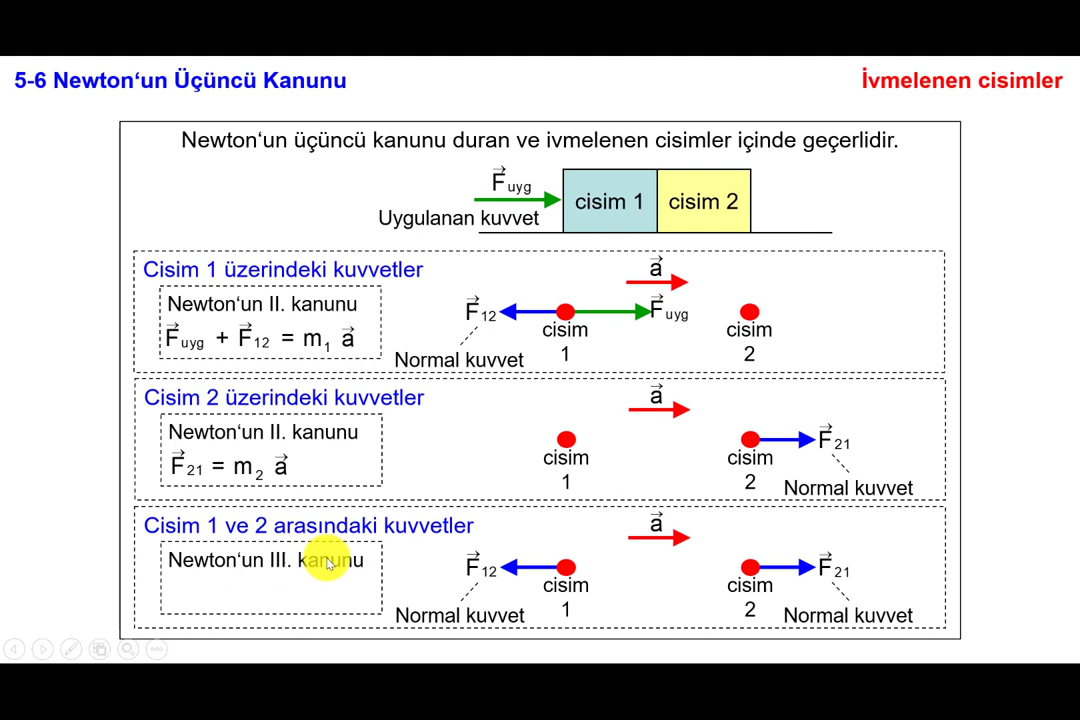 5-6 Newton‘un Üçüncü Kanunu
İvmelenen cisimler
Newton‘un üçüncü kanunu duran ve ivmelenen cisimler içinde geçerlidir.
F uyg
Uygulanan kuvvet
cisim 1
cisim 2
Cisim 1 üzerindeki kuvvetler
Newton‘un II. kanunu
F uyg + F 12 = m 1 a
a
F 12
F uyg
Normal kuvvet
cisim
1
cisim
2
Cisim 2 üzerindeki kuvvetler
Newton‘un II. kanunu
F 21 = m 2 a
a
cisim
1
cisim
2
F 21
Normal kuvvet
Cisim 1 ve 2 arasındaki kuvvetler
Newton‘un III. kanunu
a
F 12
Normal kuvvet
cisim
1
cisim
2
F 21
Normal kuvvet